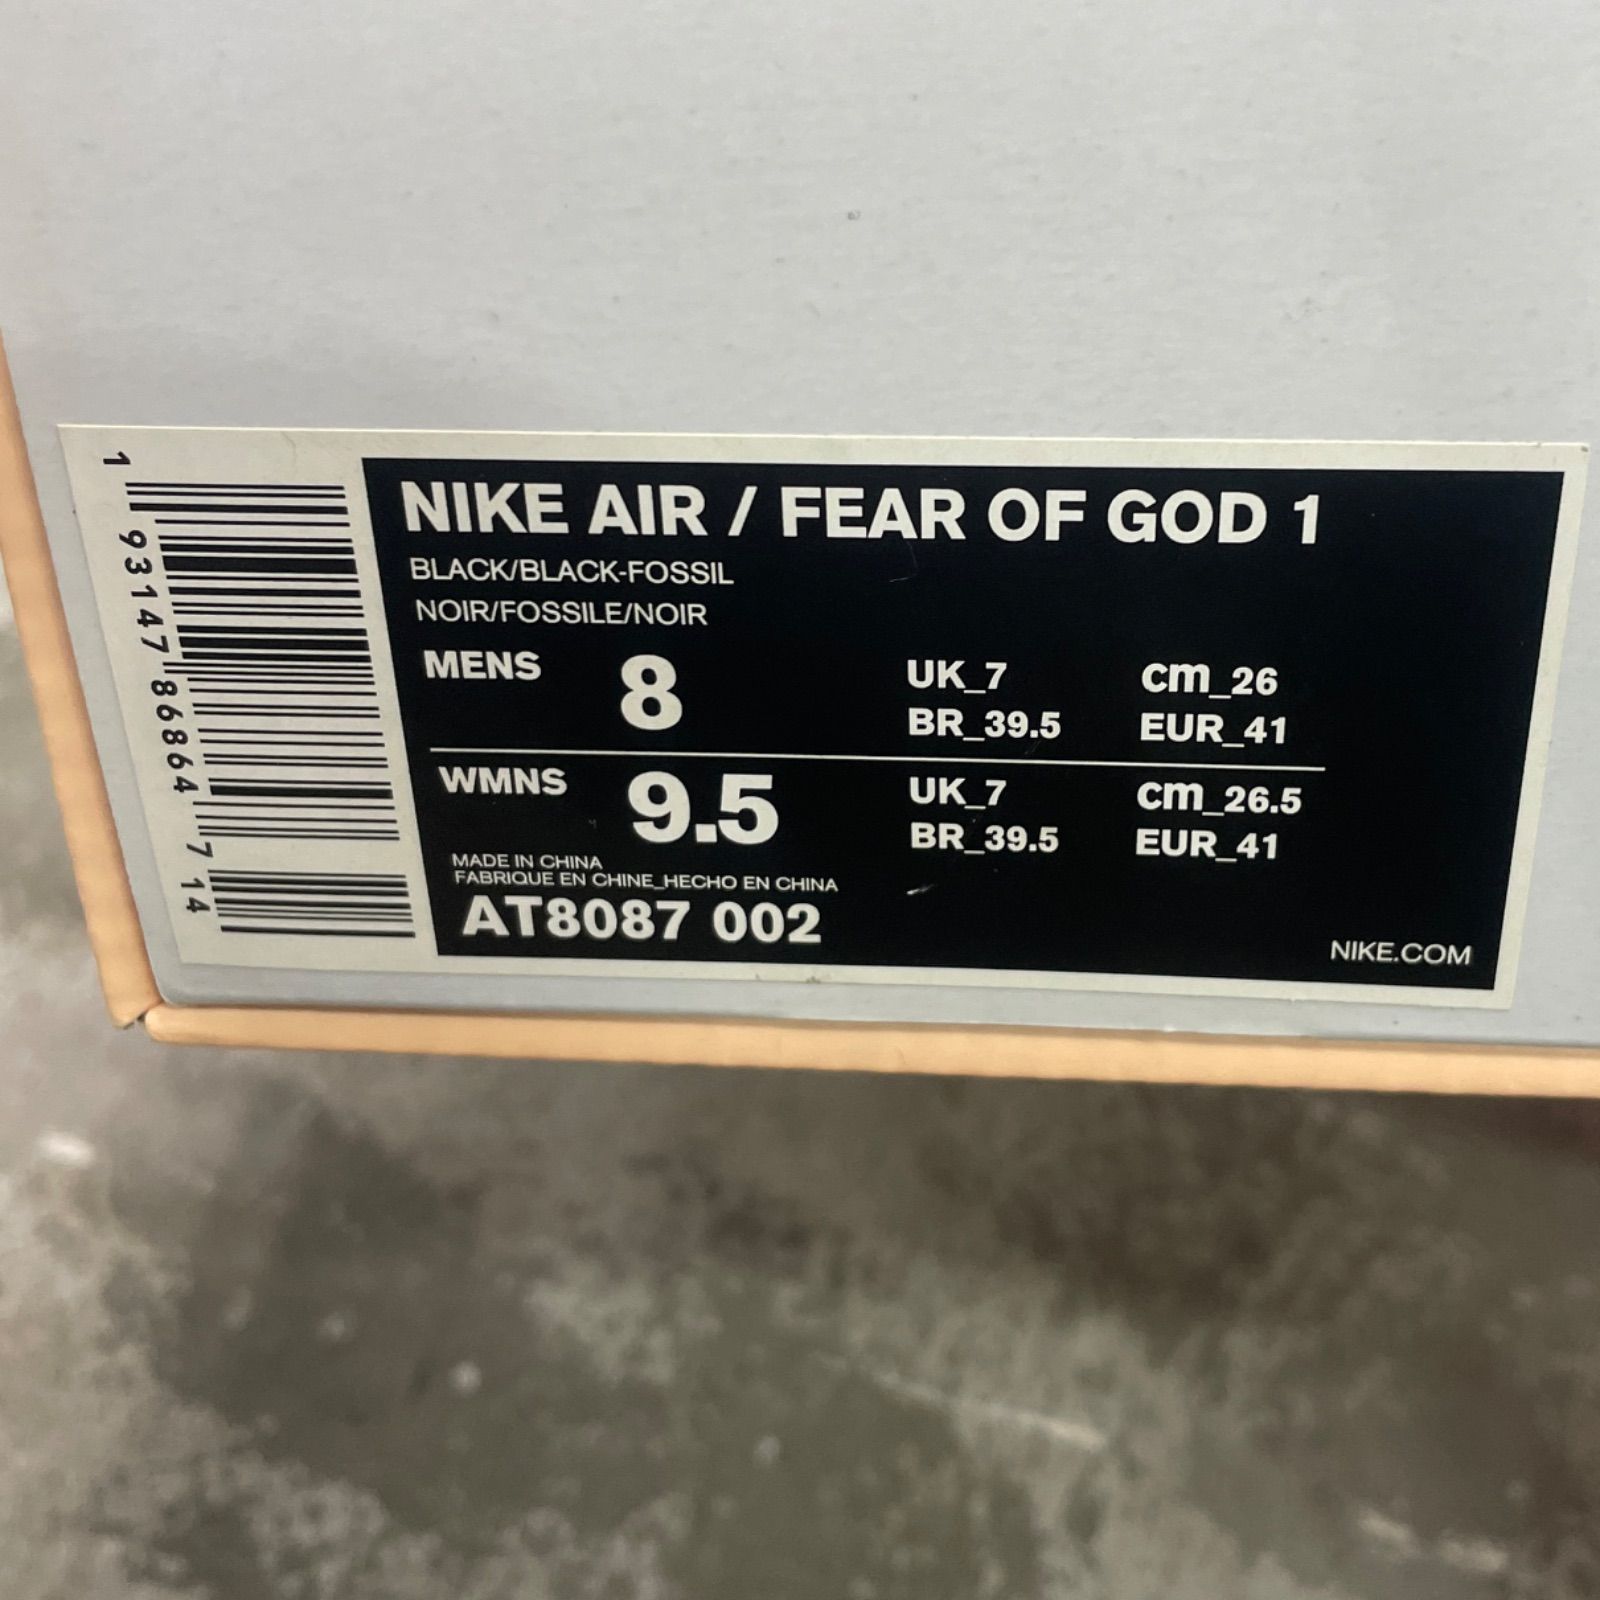 1 93147 86864 7 14
NIKE AIR / FEAR OF GOD 1
BLACK/BLACK-FOSSIL
NOIR/FOSSILE/NOIR
MENS 8 UK_7 cm_26
BR_39.5 EUR_41
WMNS 9.5 UK_7 cm_26.5
BR_39.5 EUR_41
MADE IN CHINA
FABRIQUE EN CHINE_HECHO EN CHINA
AT8087 002
NIKE.COM